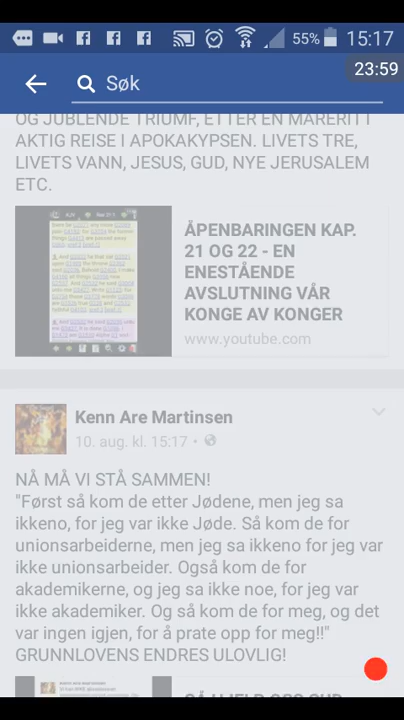 55% 15:17
23:59
Søk
OG JUBLENDE TRIUMF, ETTER EN MARERITT
AKTIG REISE I APOKAKYPSEN. LIVETS TRE,
LIVETS VANN, JESUS, GUD, NYE JERUSALEM
ETC.
ÅPENBARINGEN KAP.
21 OG 22 - EN
ENESTÅENDE
AVSLUTNING VÅR
KONGE AV KONGER
www.youtube.com
Kenn Are Martinsen
10. aug. kl. 15:17 •
NÅ MÅ VI STÅ SAMMEN!
"Først så kom de etter Jødene, men jeg sa
ikkeno, for jeg var ikke Jøde. Så kom de for
unionsarbeiderne, men jeg sa ikkeno for jeg var
ikke unionsarbeider. Også kom de for
akademikerne, og jeg sa ikke noe, for jeg var
ikke akademiker. Og så kom de for meg, og det
var ingen igjen, for å prate opp for meg!!"
GRUNNLOVENS ENDRES ULOVLIG!